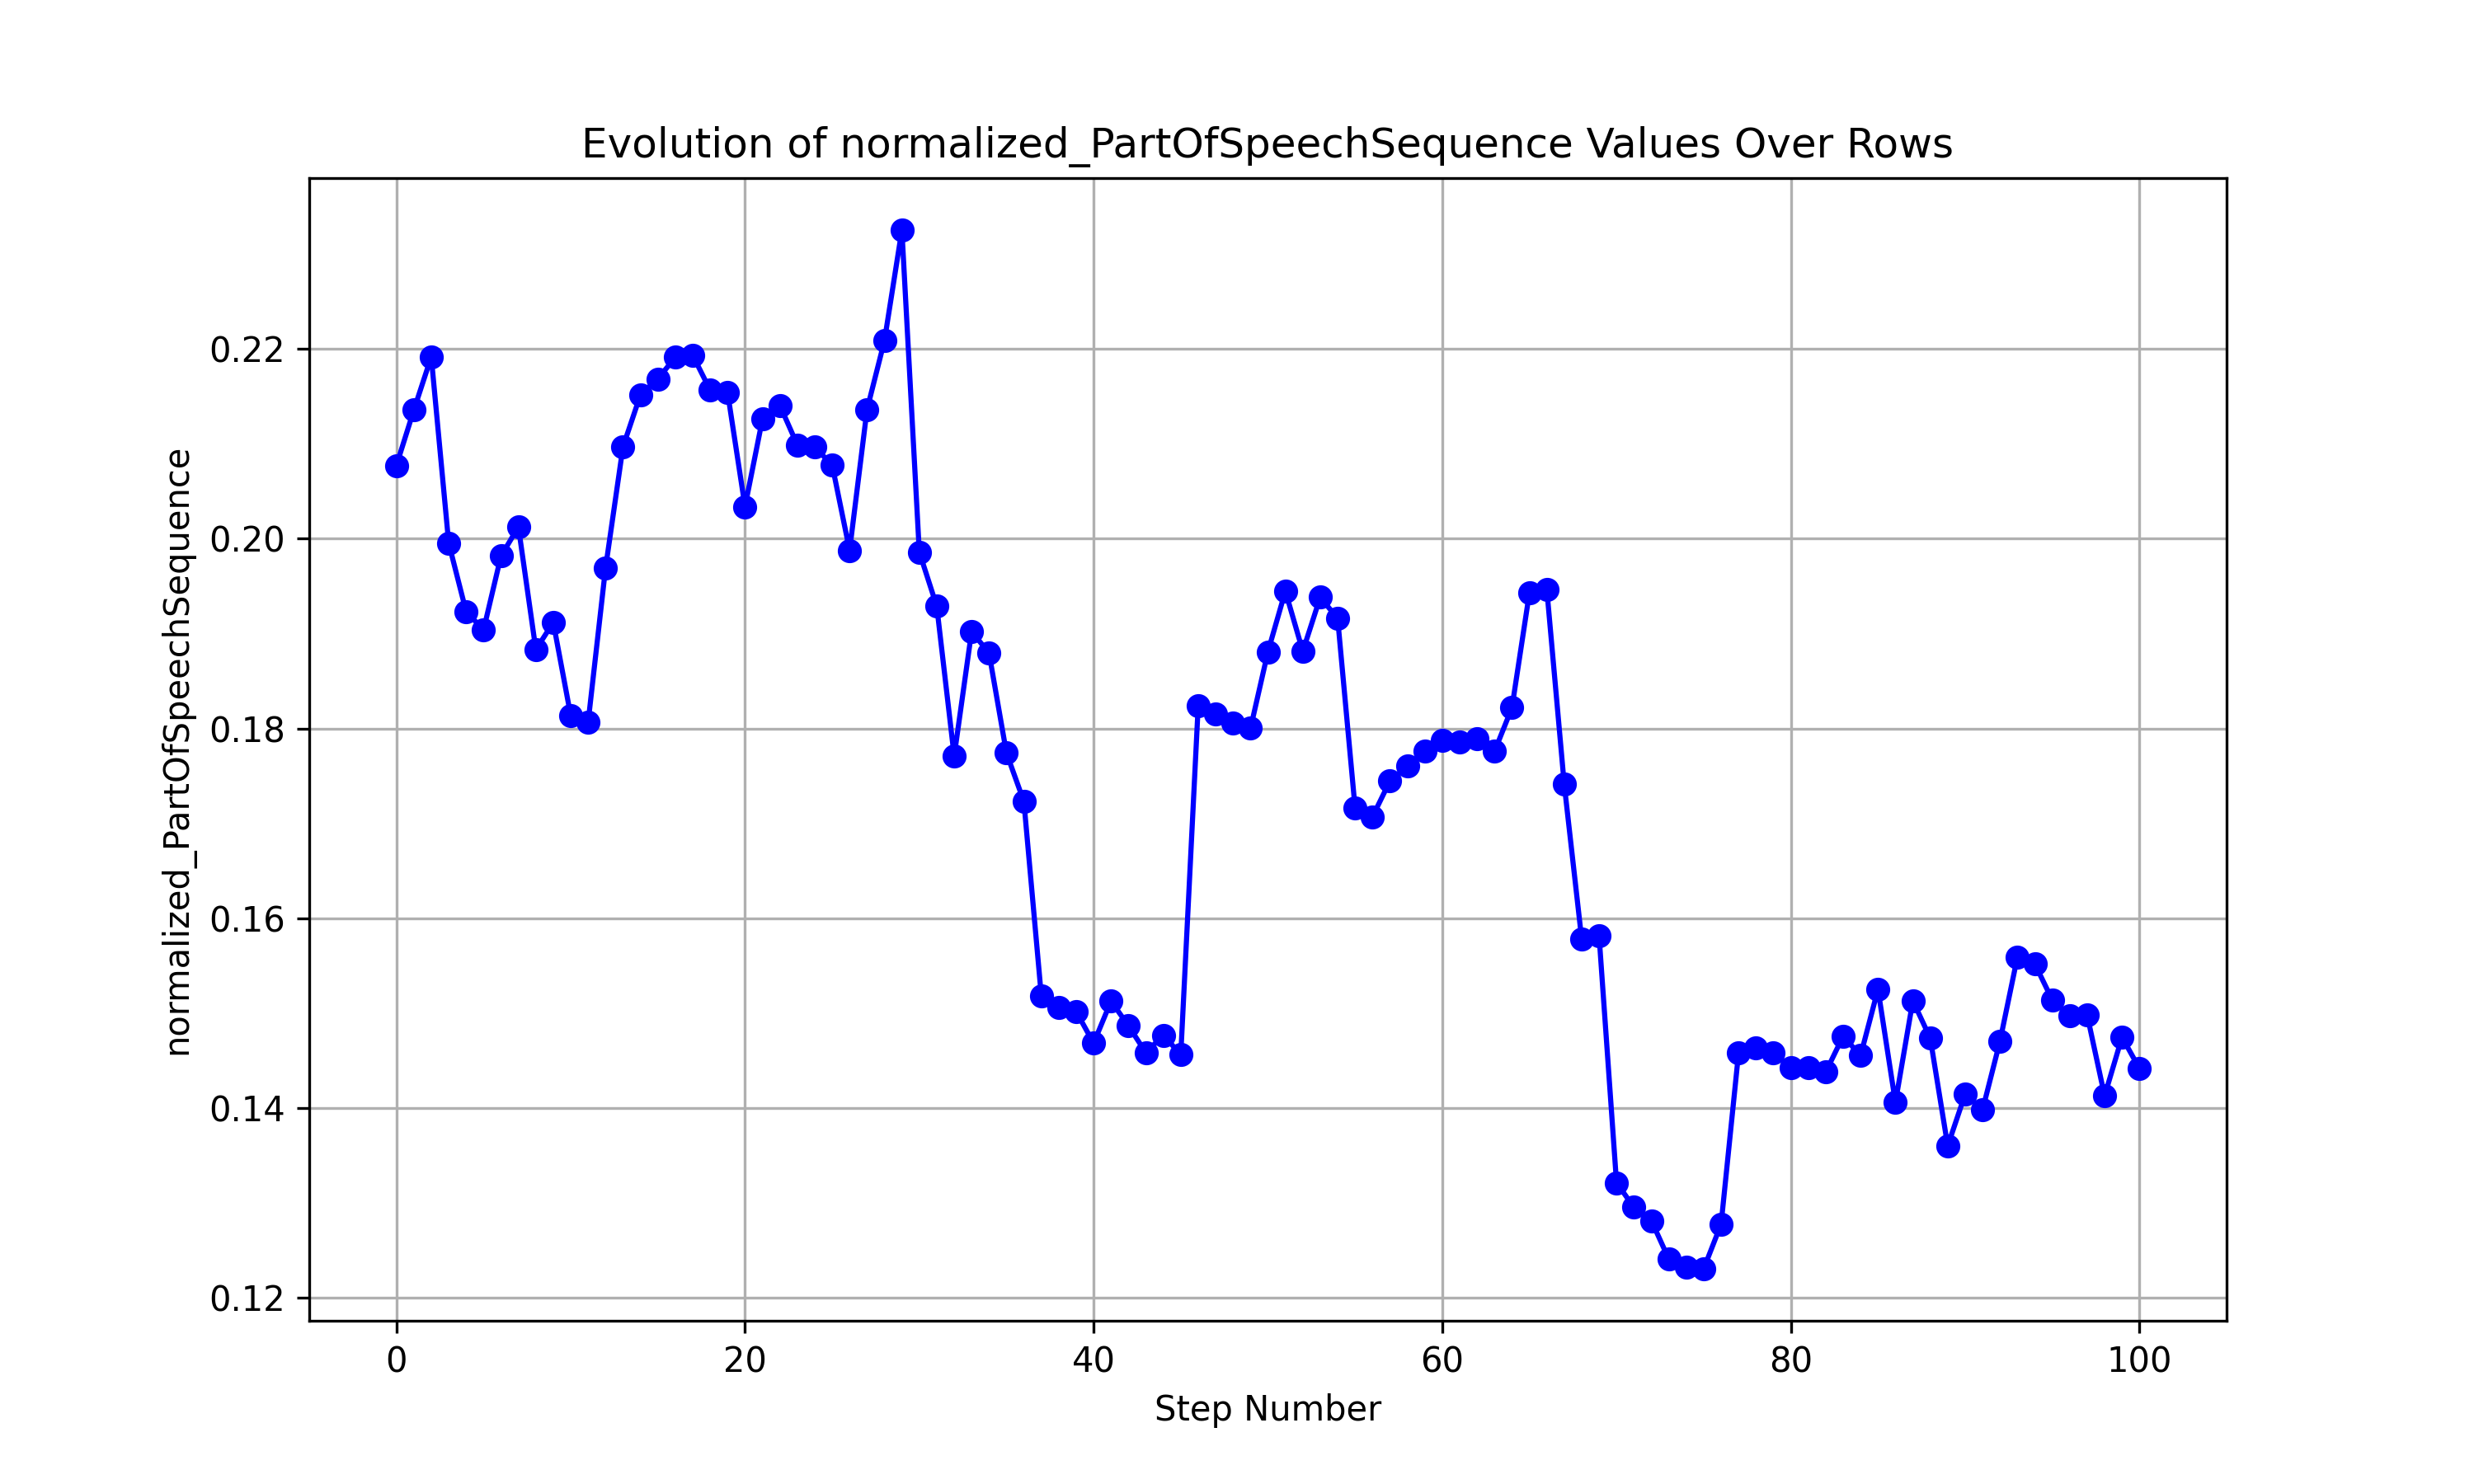 Evolution of normalized_PartOfSpeechSequence Values Over Rows
normalized_PartOfSpeechSequence
0.22
0.20
0.18
0.16
0.14
0.12
0 20 40 60 80 100
Step Number